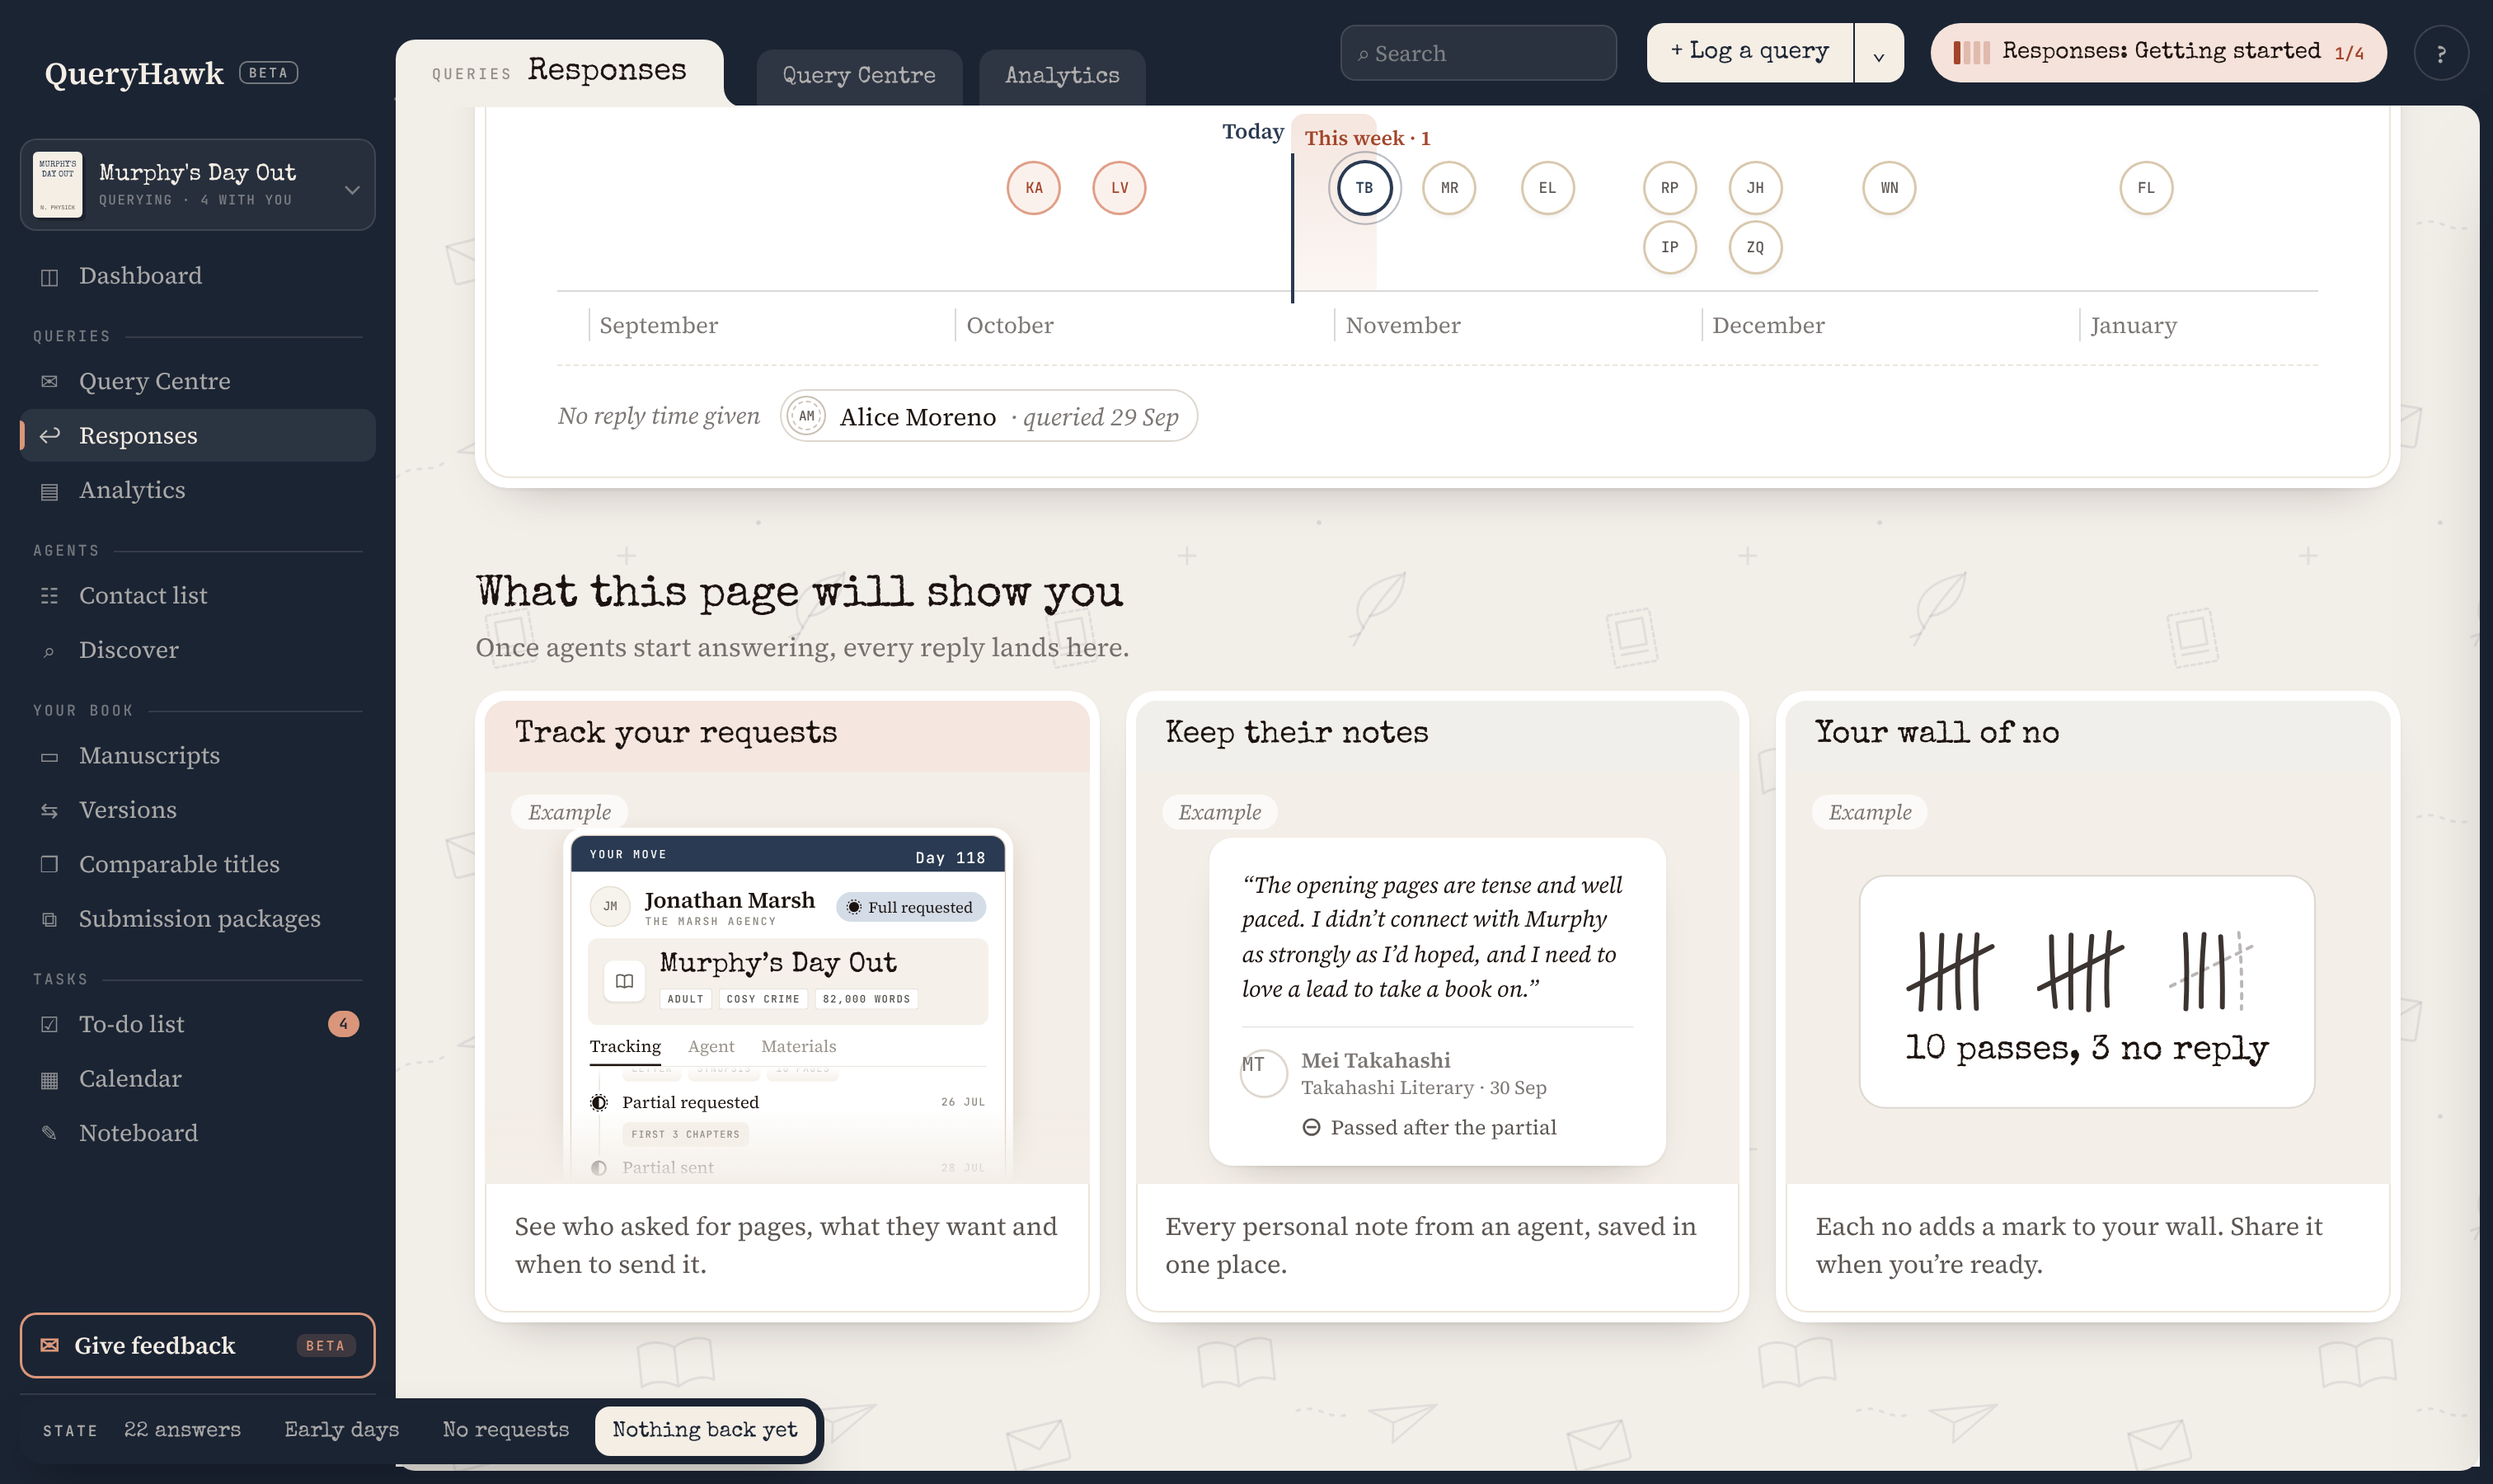 QueryHawk BETA
MURPHY'S
DAY OUT
N. PHYSICK
Murphy's Day Out
QUERYING · 4 WITH YOU
Dashboard
QUERIES
Query Centre
Responses
Analytics
AGENTS
Contact list
Discover
YOUR BOOK
Manuscripts
Versions
Comparable titles
Submission packages
TASKS
To-do list 4
Calendar
Noteboard
Give feedback BETA
STATE 22 answers Early days No requests Nothing back yet
QUERIES Responses
Query Centre
Analytics
Search
+ Log a query
Responses: Getting started 1/4
?
Today This week · 1
KA LV TB MR EL RP JH WN FL
IP ZQ
September October November December January
No reply time given AM Alice Moreno · queried 29 Sep
What this page will show you
Once agents start answering, every reply lands here.
Track your requests
Example
YOUR MOVE Day 118
JM Jonathan Marsh Full requested
THE MARSH AGENCY
Murphy’s Day Out
ADULT COSY CRIME 82,000 WORDS
Tracking Agent Materials
LETTER SYNOPSIS 10 PAGES
Partial requested 26 JUL
FIRST 3 CHAPTERS
Partial sent 28 JUL
See who asked for pages, what they want and
when to send it.
Keep their notes
Example
“The opening pages are tense and well
paced. I didn’t connect with Murphy
as strongly as I’d hoped, and I need to
love a lead to take a book on.”
MT Mei Takahashi
Takahashi Literary · 30 Sep
Passed after the partial
Every personal note from an agent, saved in
one place.
Your wall of no
Example
10 passes, 3 no reply
Each no adds a mark to your wall. Share it
when you’re ready.